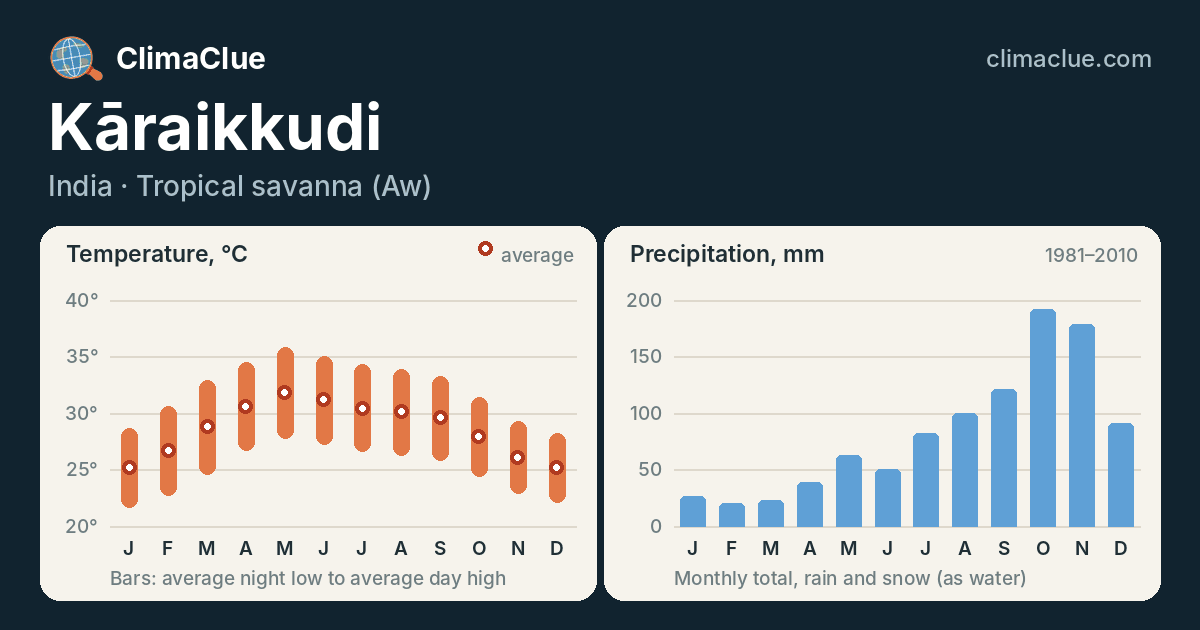 ClimaClue
climaclue.com
Kāraikkudi
India · Tropical savanna (Aw)
Temperature, °C
average
40°
35°
30°
25°
20°
J F M A M J J A S O N D
Bars: average night low to average day high
Precipitation, mm
1981–2010
200
150
100
50
0
J F M A M J J A S O N D
Monthly total, rain and snow (as water)